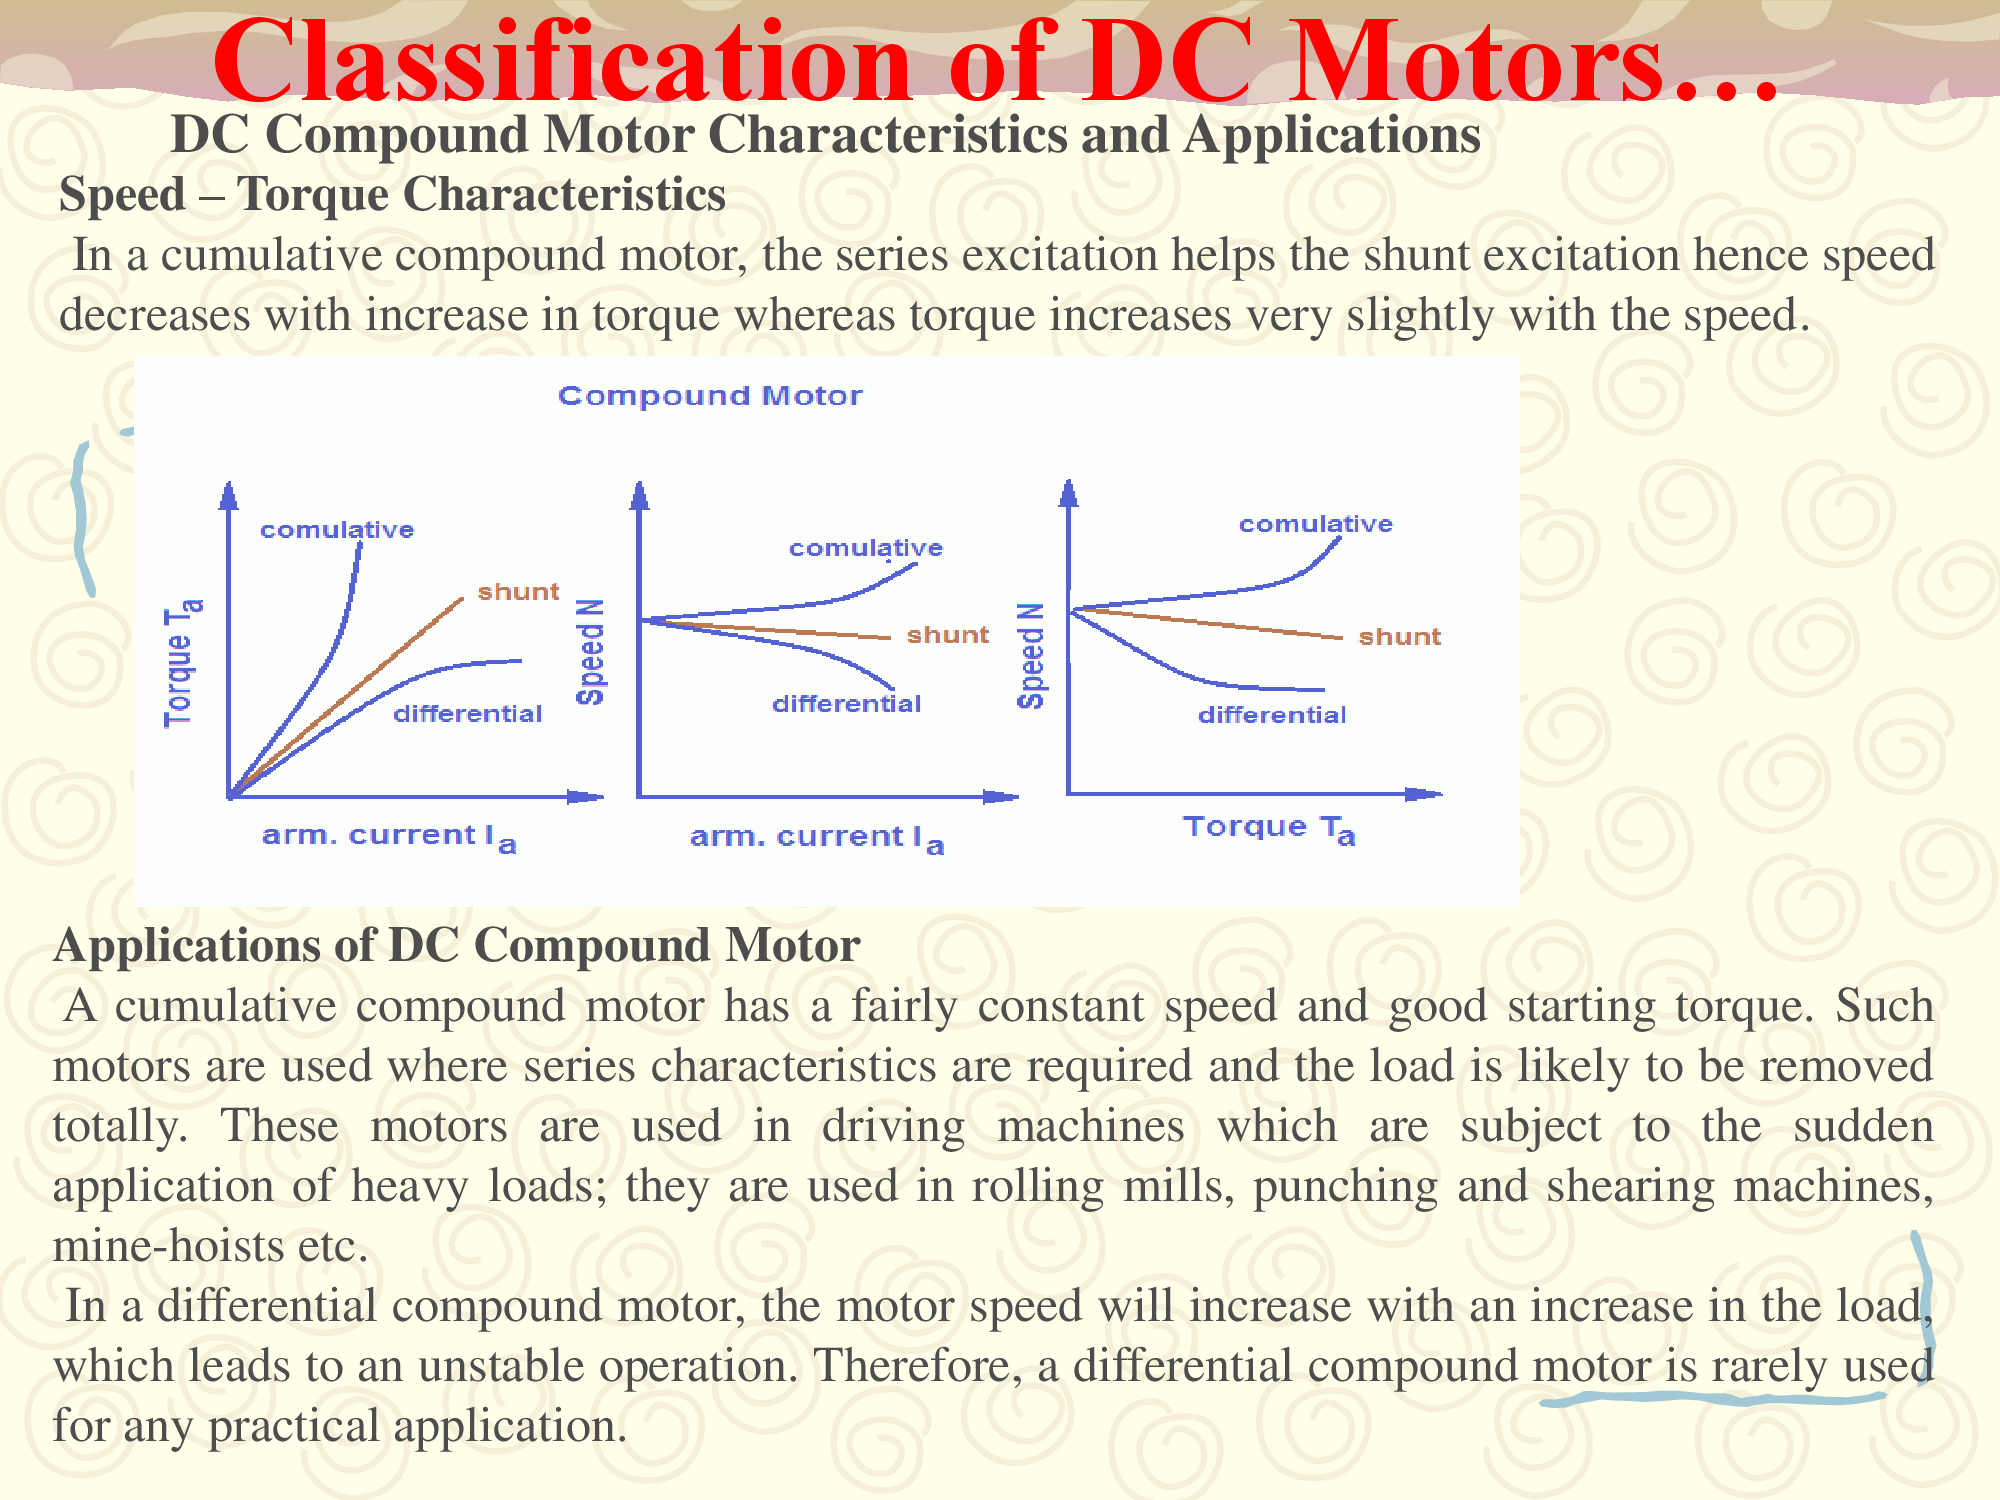 Classification of DC Motors…
DC Compound Motor Characteristics and Applications
Speed – Torque Characteristics
In a cumulative compound motor, the series excitation helps the shunt excitation hence speed
decreases with increase in torque whereas torque increases very slightly with the speed.
Compound Motor
comulative
shunt
differential
Torque Ta
arm. current Ia
comulative
shunt
differential
Speed N
arm. current Ia
comulative
shunt
differential
Speed N
Torque Ta
Applications of DC Compound Motor
A cumulative compound motor has a fairly constant speed and good starting torque. Such
motors are used where series characteristics are required and the load is likely to be removed
totally. These motors are used in driving machines which are subject to the sudden
application of heavy loads; they are used in rolling mills, punching and shearing machines,
mine-hoists etc.
In a differential compound motor, the motor speed will increase with an increase in the load,
which leads to an unstable operation. Therefore, a differential compound motor is rarely used
for any practical application.